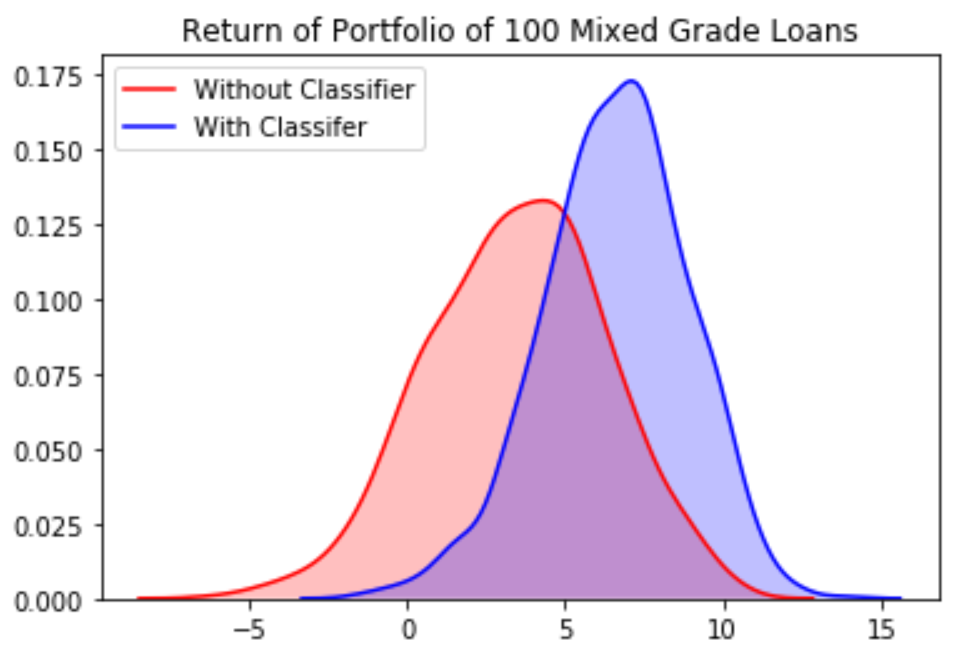 Return of Portfolio of 100 Mixed Grade Loans
Without Classifier
With Classifer
0.175
0.150
0.125
0.100
0.075
0.050
0.025
0.000
−5 0 5 10 15